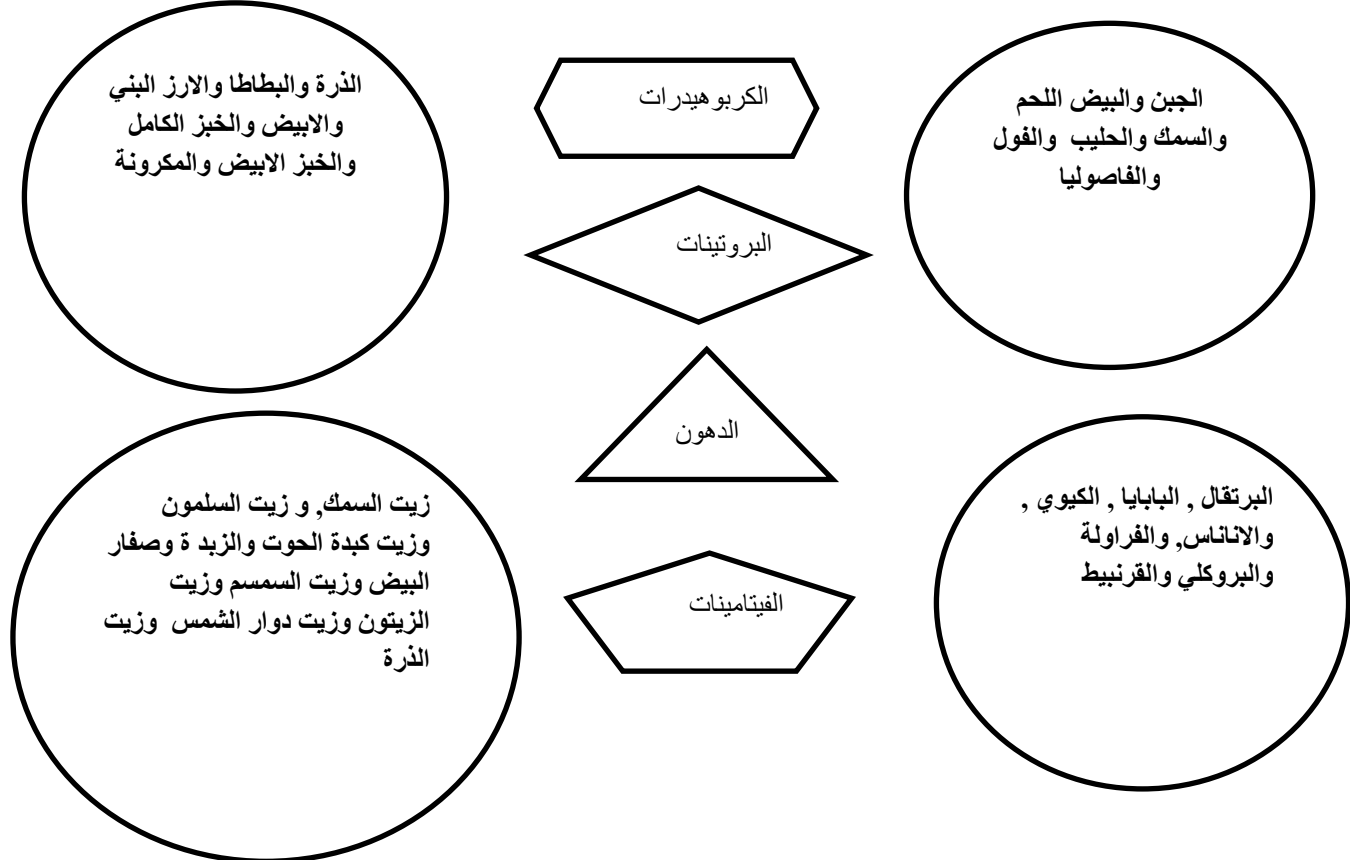 الجبن والبيض اللحم
والسمك والحليب والفول
والفاصوليا
الكربوهيدرات
الذرة والبطاطا والارز البني
والابيض والخبز الكامل
والخبز الابيض والمكرونة
البروتينات
الدهون
البرتقال , البابايا , الكيوي ,
والاناناس, والفراولة
والبروكلي والقرنبيط
الفيتامينات
زيت السمك, و زيت السلمون
وزيت كبدة الحوت والزبد ة وصفار
البيض وزيت السمسم وزيت
الزيتون وزيت دوار الشمس وزيت
الذرة